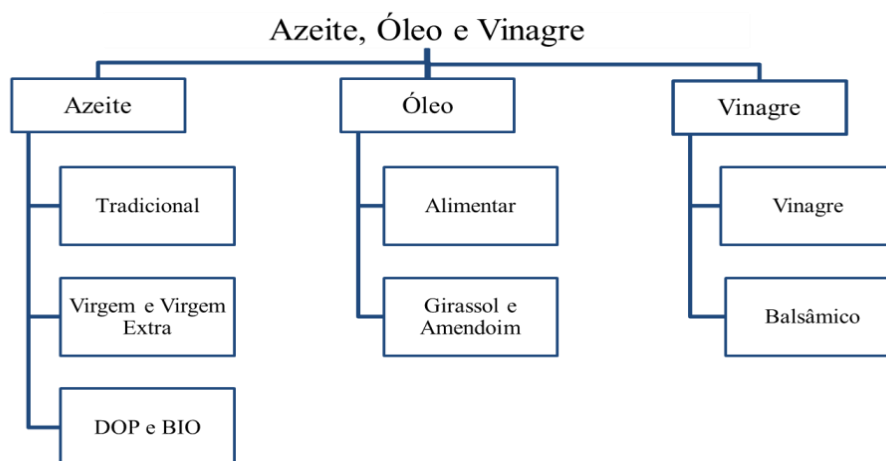 Azeite, Óleo e Vinagre
Azeite
Óleo
Vinagre
Tradicional
Virgem e Virgem
Extra
DOP e BIO
Alimentar
Girassol e
Amendoim
Vinagre
Balsâmico